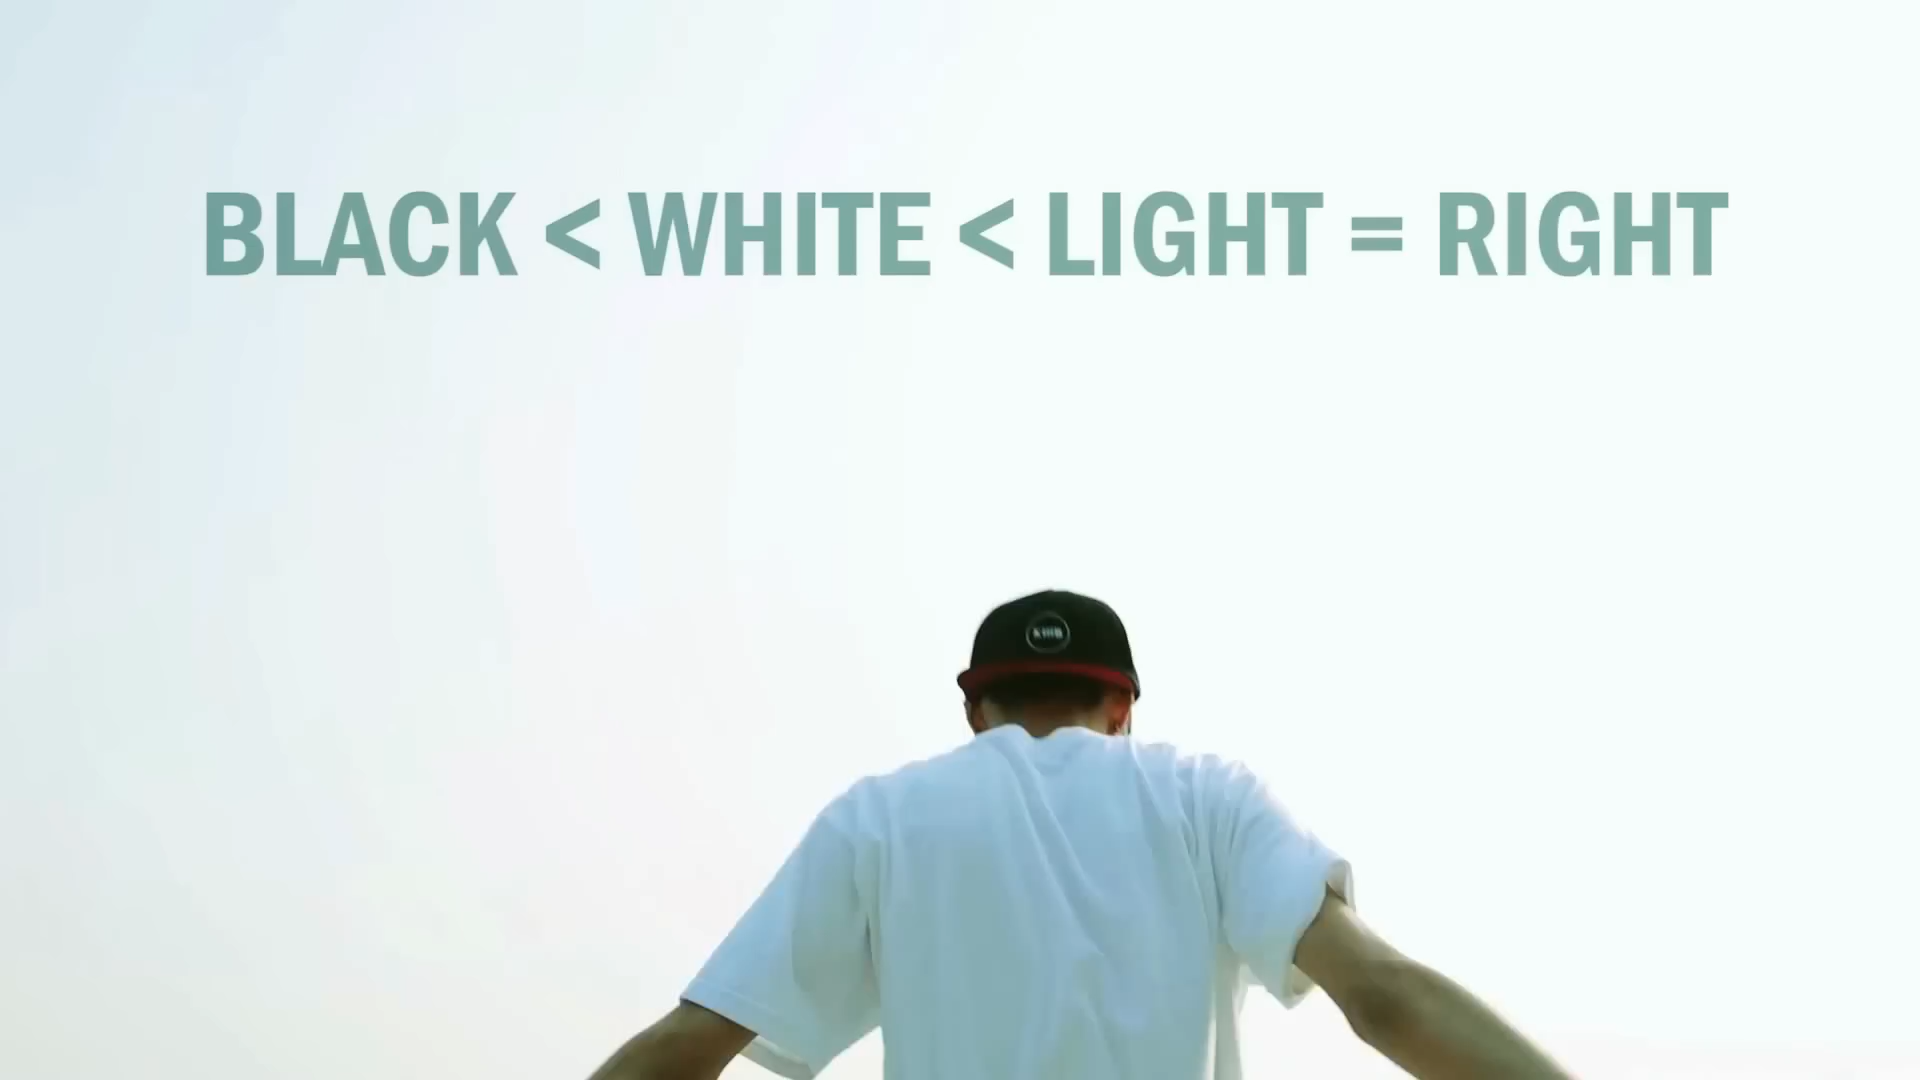 BLACK < WHITE < LIGHT = RIGHT